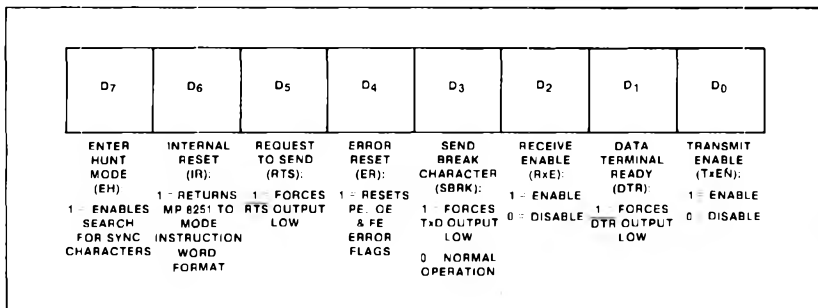 D7 D6 D5 D4 D3 D2 D1 D0
ENTER
HUNT
MODE
(EH)
1 = ENABLES
SEARCH
FOR SYNC
CHARACTERS
INTERNAL
RESET
(IR):
1 = RETURNS
MP 8251 TO
MODE
INSTRUCTION
WORD
FORMAT
REQUEST
TO SEND
(RTS):
1 = FORCES
RTS OUTPUT
LOW
ERROR
RESET
(ER):
1 = RESETS
PE, OE
& FE
ERROR
FLAGS
SEND
BREAK
CHARACTER
(SBRK):
1 = FORCES
TxD OUTPUT
LOW
0 NORMAL
OPERATION
RECEIVE
ENABLE
(RxE):
1 = ENABLE
0 = DISABLE
DATA
TERMINAL
READY
(DTR):
1 = FORCES
DTR OUTPUT
LOW
TRANSMIT
ENABLE
(TxEN):
1 = ENABLE
0 = DISABLE